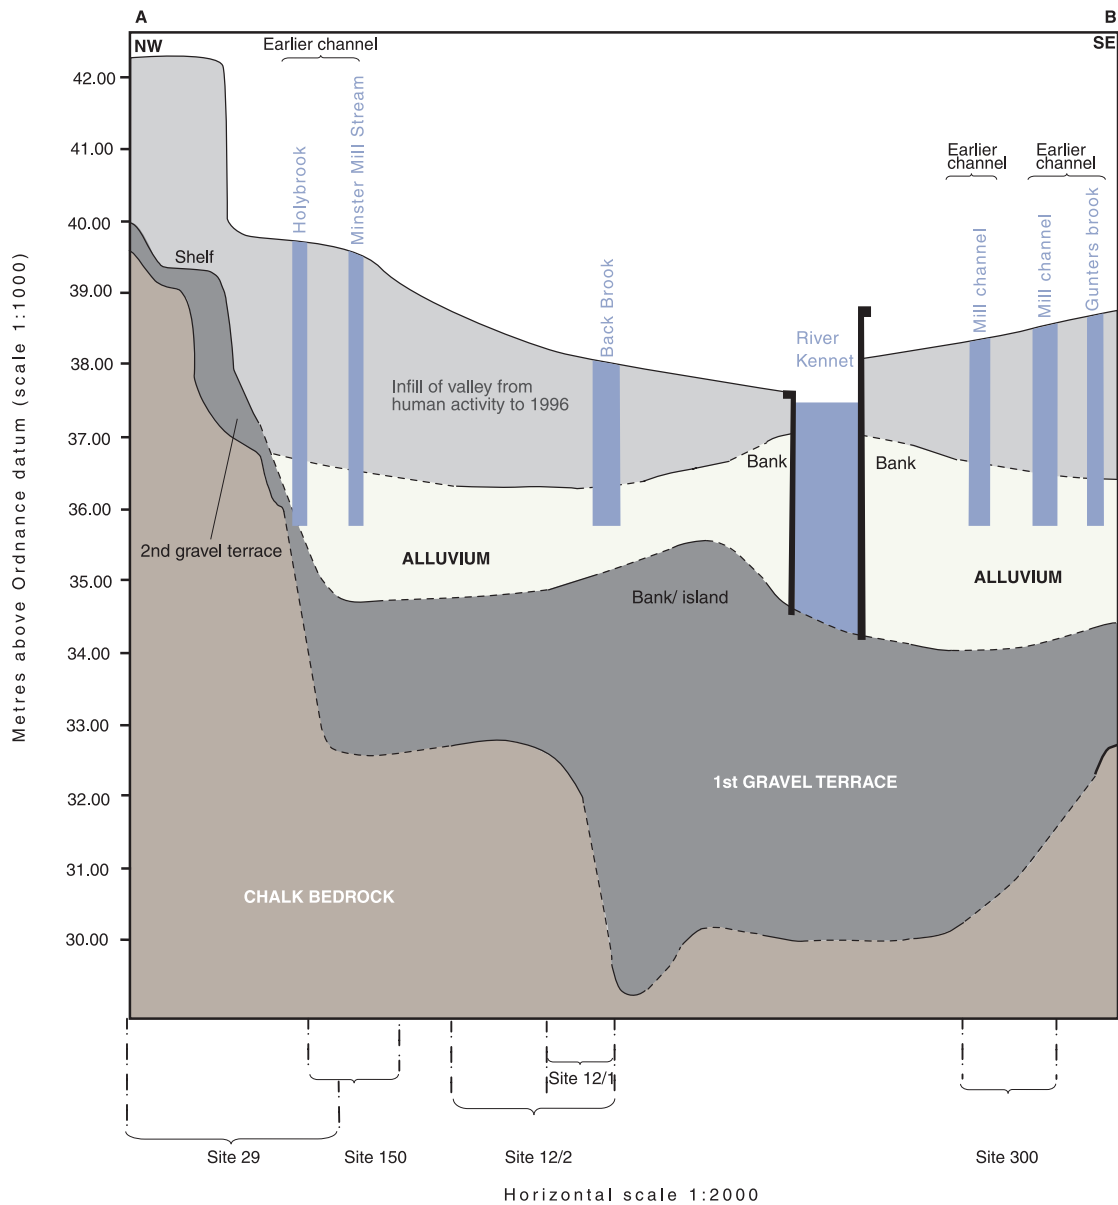 A
B
NW
SE
Earlier channel
42.00
41.00
40.00
39.00
38.00
37.00
36.00
35.00
34.00
33.00
32.00
31.00
30.00
Metres above Ordnance datum (scale 1:1000)
Holybrook
Minster Mill Stream
Back Brook
River
Kennet
Earlier
channel
Earlier
channel
Mill channel
Mill channel
Gunters brook
Shelf
Infill of valley from
human activity to 1996
Bank
Bank
2nd gravel terrace
ALLUVIUM
ALLUVIUM
Bank/ island
1st GRAVEL TERRACE
CHALK BEDROCK
Site 12/1
Site 29
Site 150
Site 12/2
Site 300
Horizontal scale 1:2000